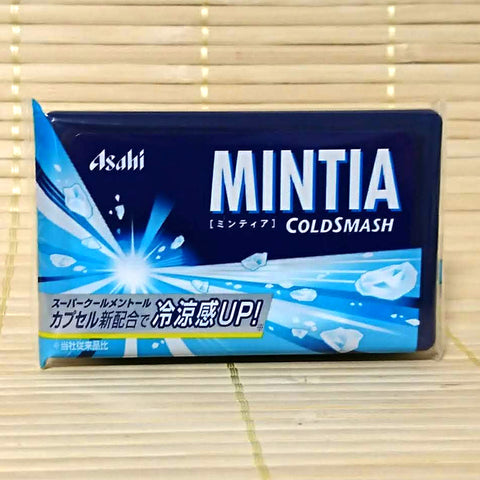 Asahi
MINTIA
[ミンティア] COLDSMASH
スーパークールメントール
カプセル新配合で冷涼感UP!※
※当社従来品比